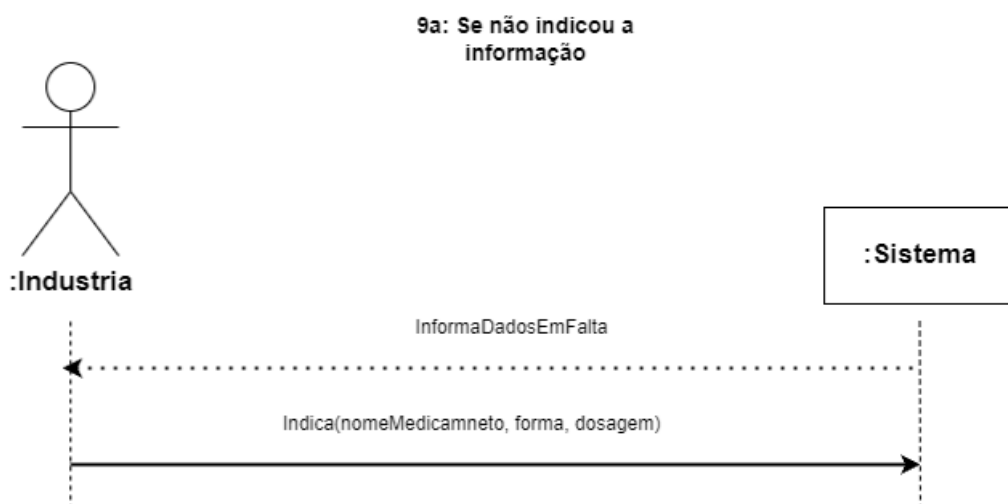 9a: Se não indicou a
informação
:Industria
:Sistema
InformaDadosEmFalta
Indica(nomeMedicamneto, forma, dosagem)